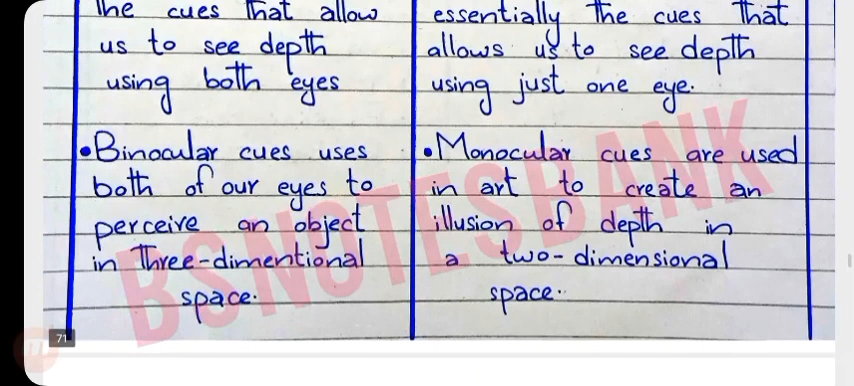 The cues that allow
us to see depth
using both eyes
•Binocular cues uses
both of our eyes to
perceive an object
in three-dimentional
space.
essentially the cues that
allows us to see depth
using just one eye.
•Monocular cues are used
in art to create an
illusion of depth in
a two-dimensional
space..
BSNOTESBANK
71